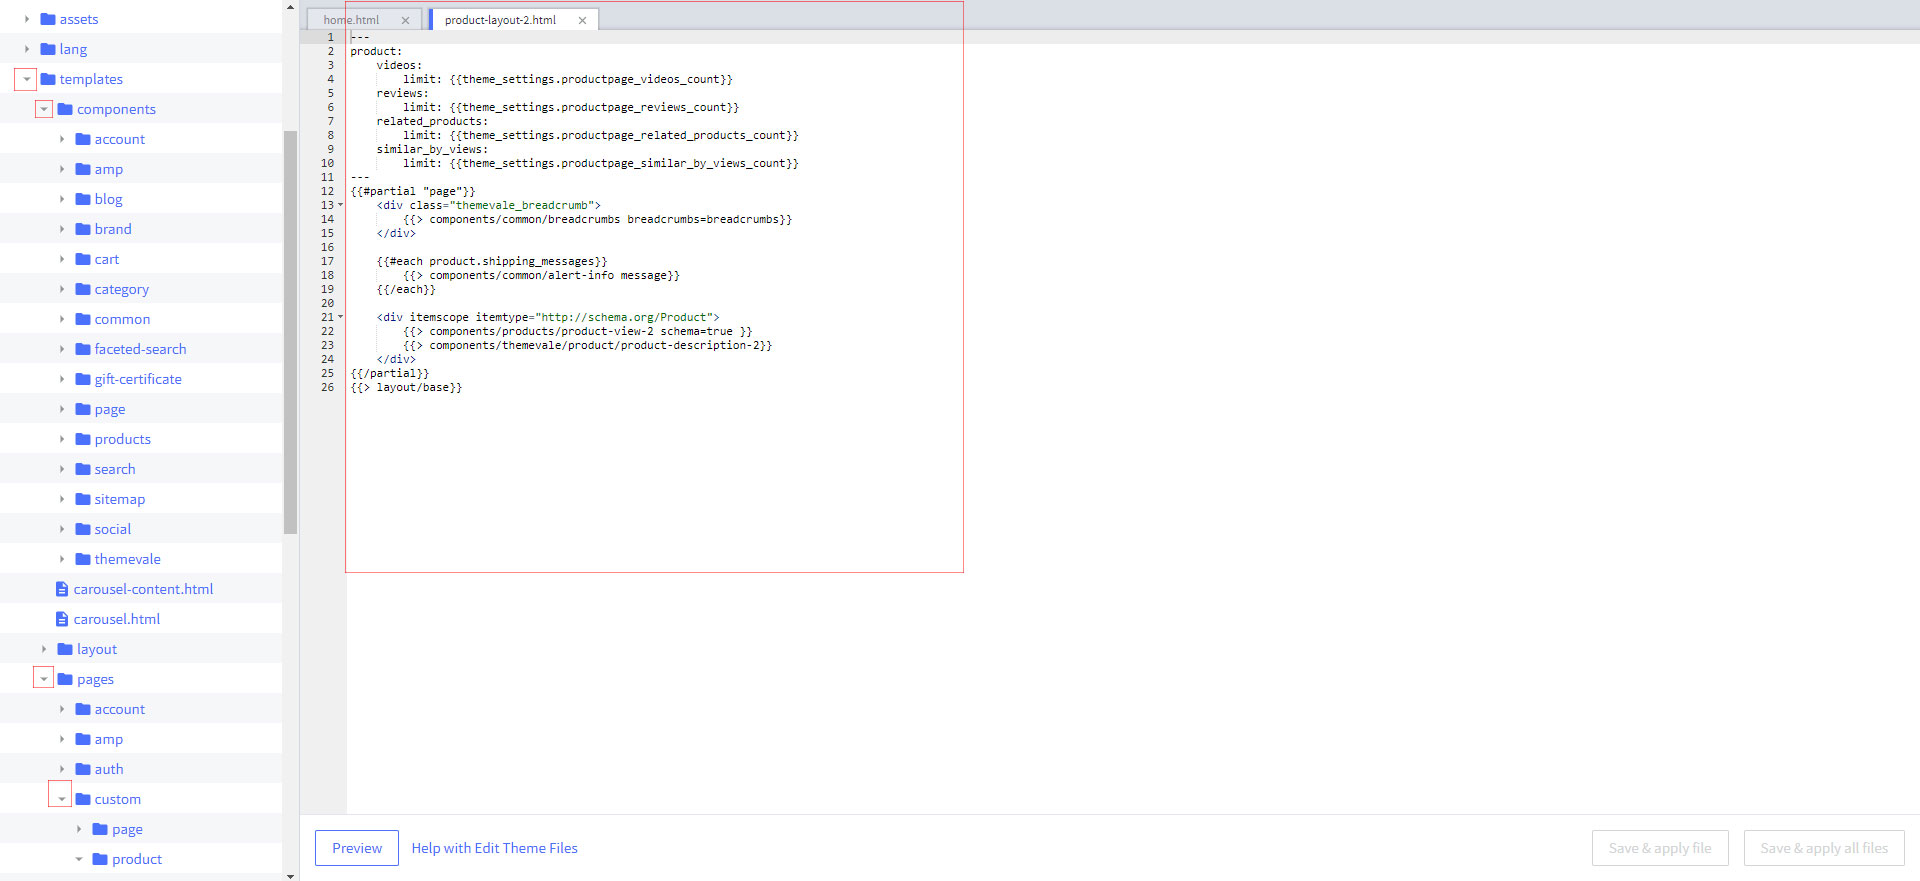 assets
lang
templates
components
account
amp
blog
brand
cart
category
common
faceted-search
gift-certificate
page
products
search
sitemap
social
themevale
carousel-content.html
carousel.html
layout
pages
account
amp
auth
custom
page
product
home.html
product-layout-2.html
1 ---
2 product:
3 videos:
4 limit: {{theme_settings.productpage_videos_count}}
5 reviews:
6 limit: {{theme_settings.productpage_reviews_count}}
7 related_products:
8 limit: {{theme_settings.productpage_related_products_count}}
9 similar_by_views:
10 limit: {{theme_settings.productpage_similar_by_views_count}}
11 ---
12 {{#partial "page"}}
13 <div class="themevale_breadcrumb">
14 {{> components/common/breadcrumbs breadcrumbs=breadcrumbs}}
15 </div>
16
17 {{#each product.shipping_messages}}
18 {{> components/common/alert-info message}}
19 {{/each}}
20
21 <div itemscope itemtype="http://schema.org/Product">
22 {{> components/products/product-view-2 schema=true }}
23 {{> components/themevale/product/product-description-2}}
24 </div>
25 {{/partial}}
26 {{> layout/base}}
Preview
Help with Edit Theme Files
Save & apply file
Save & apply all files